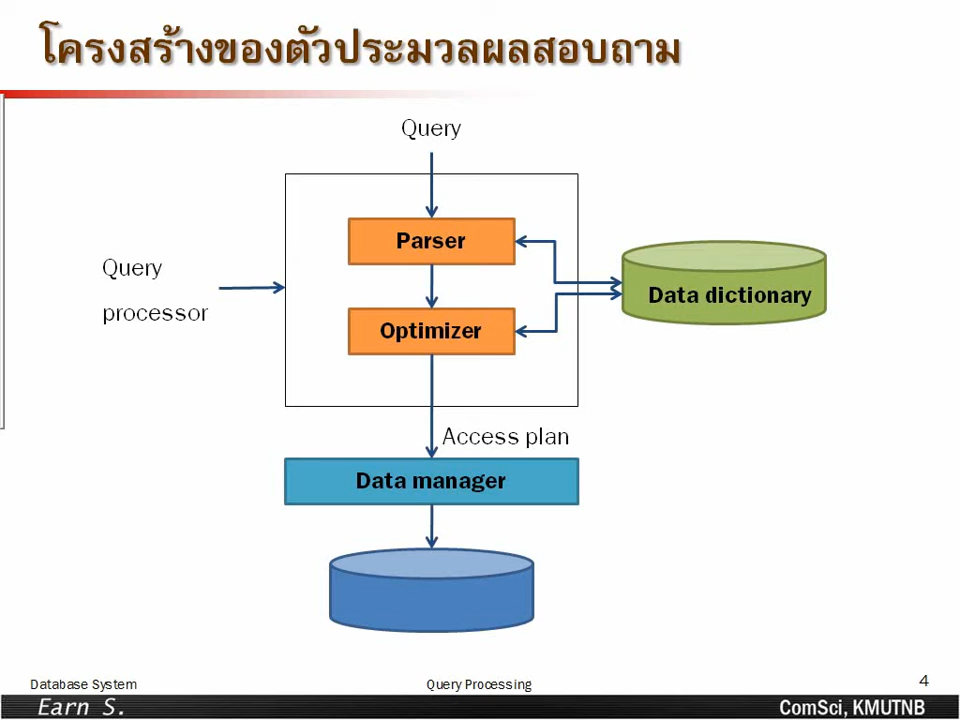 โครงสร้างของตัวประมวลผลสอบถาม
Query
Parser
Query
processor
Data dictionary
Optimizer
Access plan
Data manager
Database System
Query Processing
4
Earn S.
ComSci, KMUTNB